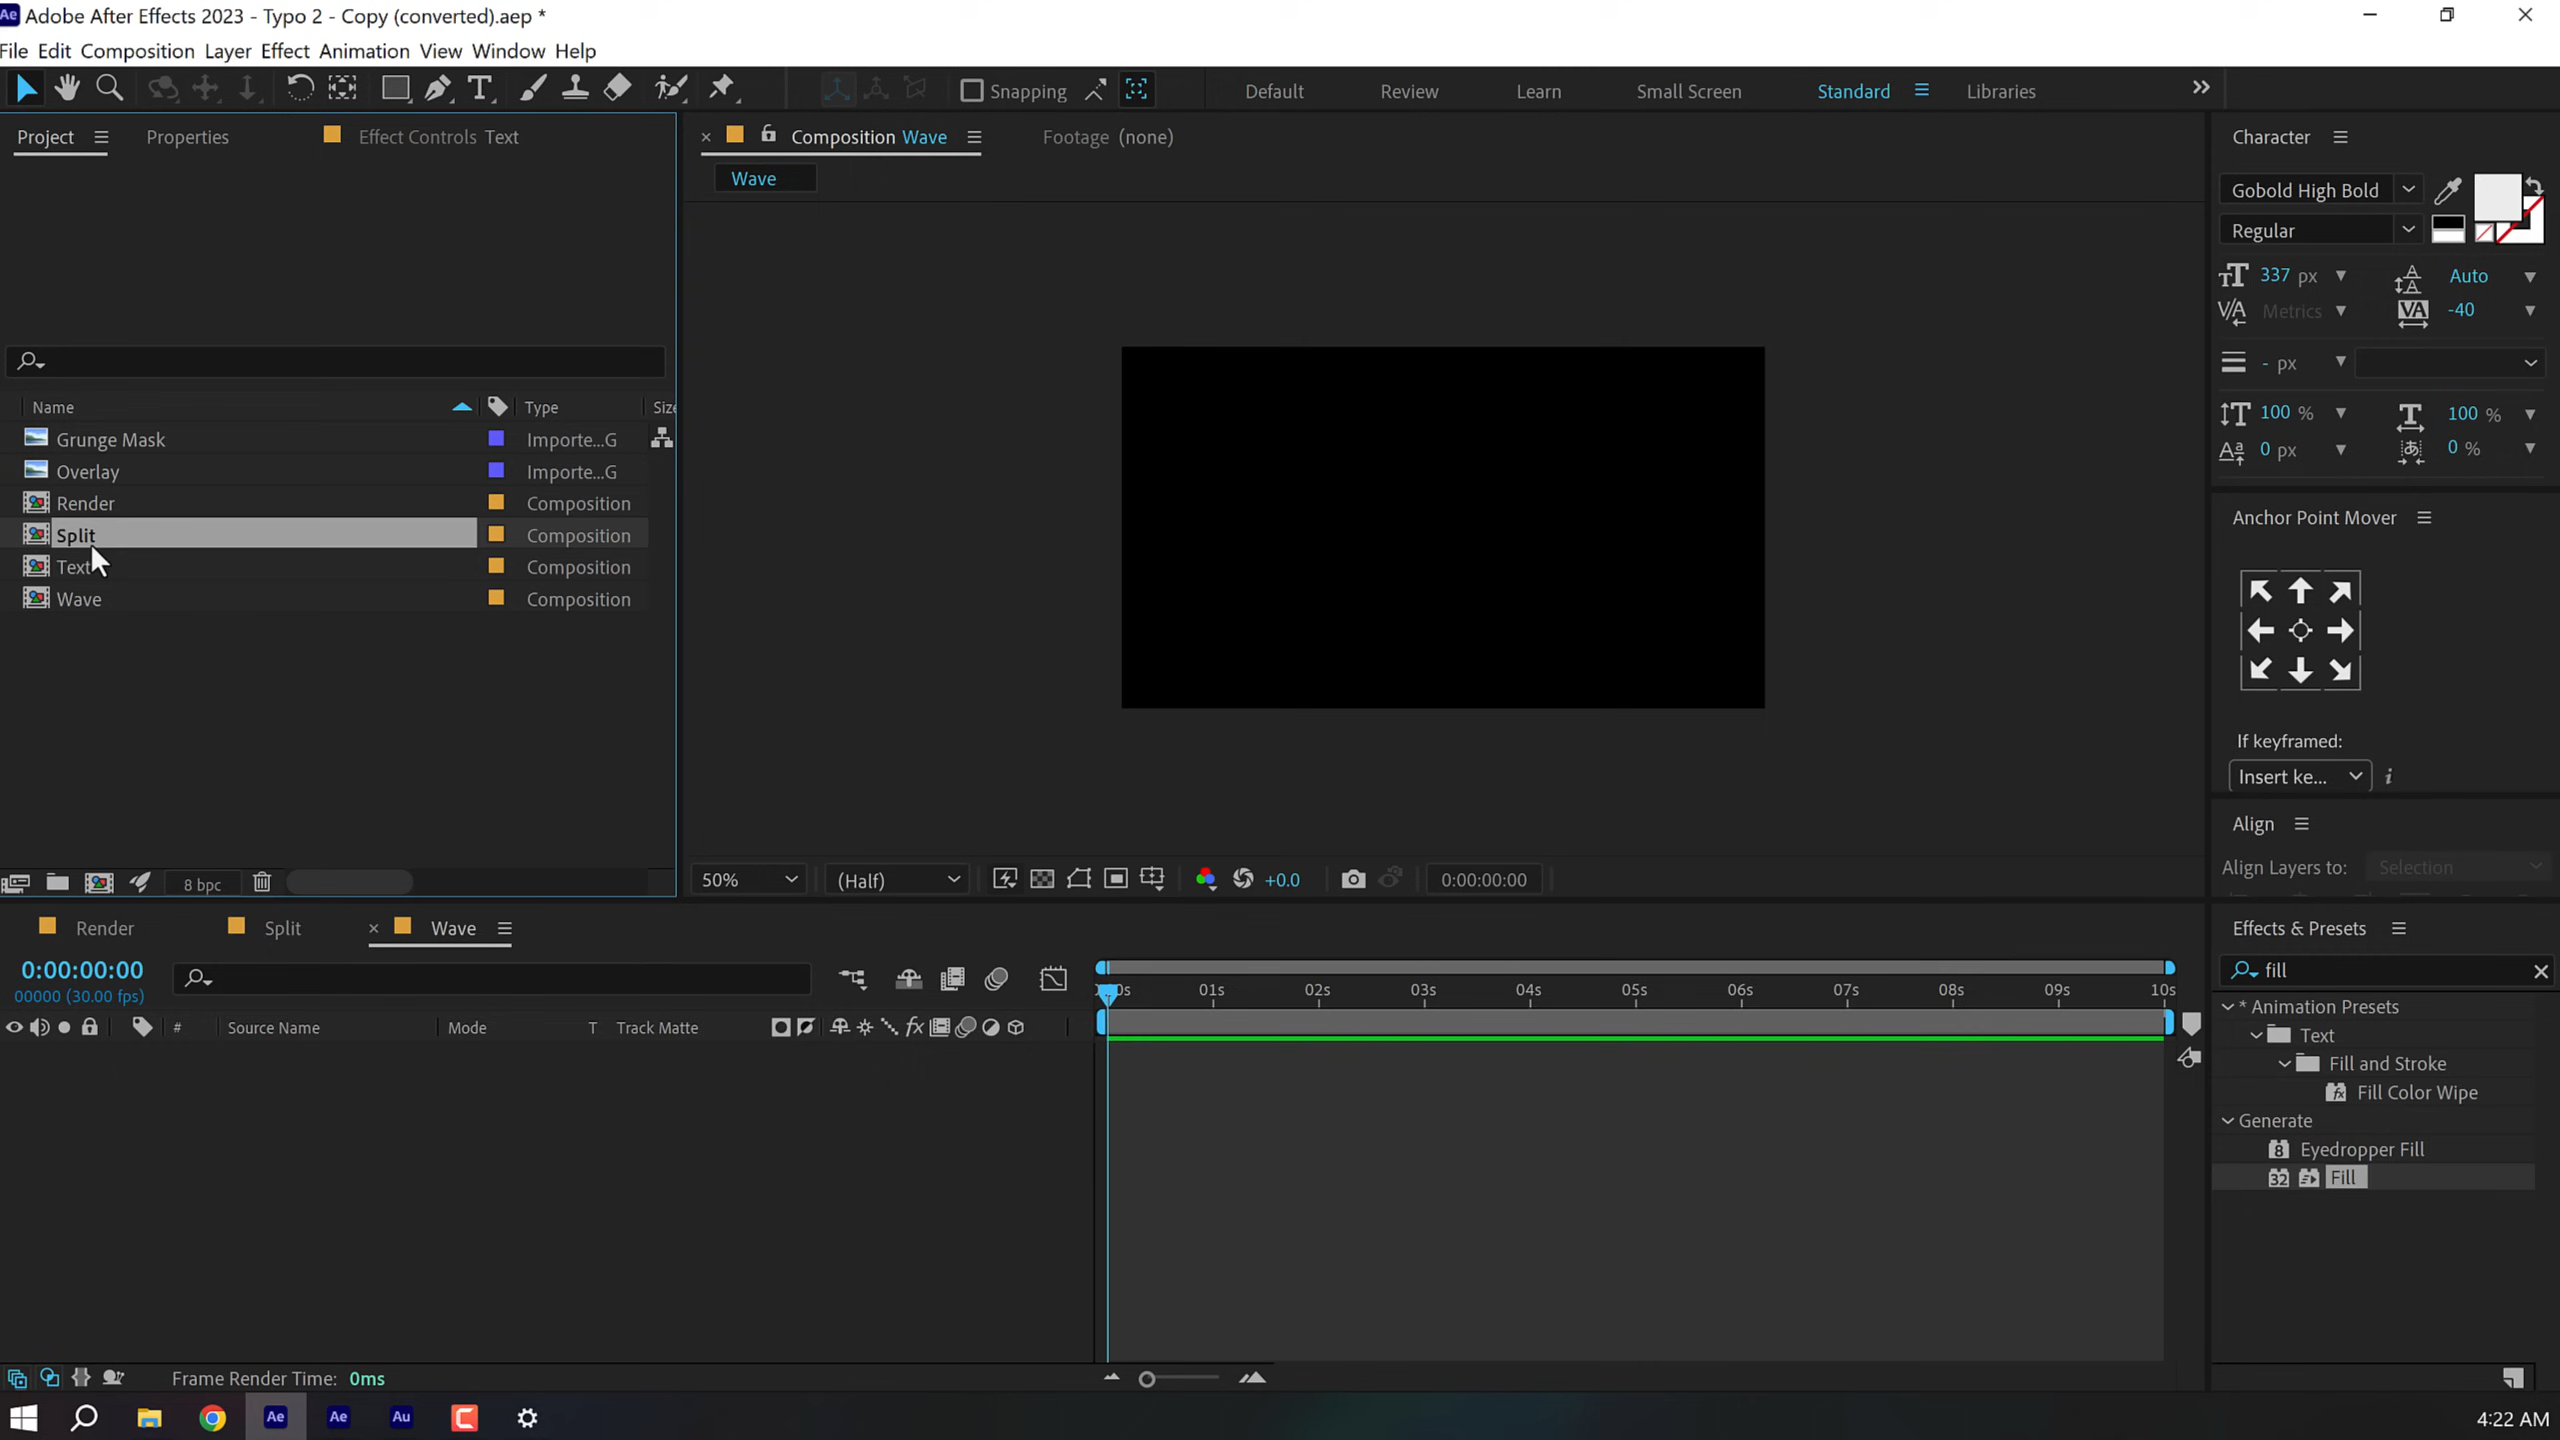 Adobe After Effects 2023 - Typo 2 - Copy (converted).aep *
File Edit Composition Layer Effect Animation View Window Help
Snapping
Default Review Learn Small Screen Standard Libraries
Project Properties Effect Controls Text
Composition Wave
Footage (none)
Wave
Name Type Size
Grunge Mask Importe...G
Overlay Importe...G
Render Composition
Split Composition
Text Composition
Wave Composition
8 bpc
50% (Half) +0.0 0:00:00:00
Character
Gobold High Bold
Regular
337 px Auto
Metrics -40
- px
100 % 100 %
0 px 0 %
Anchor Point Mover
If keyframed:
Insert ke...
Align
Align Layers to: Selection
Render Split Wave
0:00:00:00
00000 (30.00 fps)
01s 02s 03s 04s 05s 06s 07s 08s 09s 10s
# Source Name Mode T Track Matte
Effects & Presets
fill
* Animation Presets
Text
Fill and Stroke
Fill Color Wipe
Generate
Eyedropper Fill
Fill
Frame Render Time: 0ms
4:22 AM